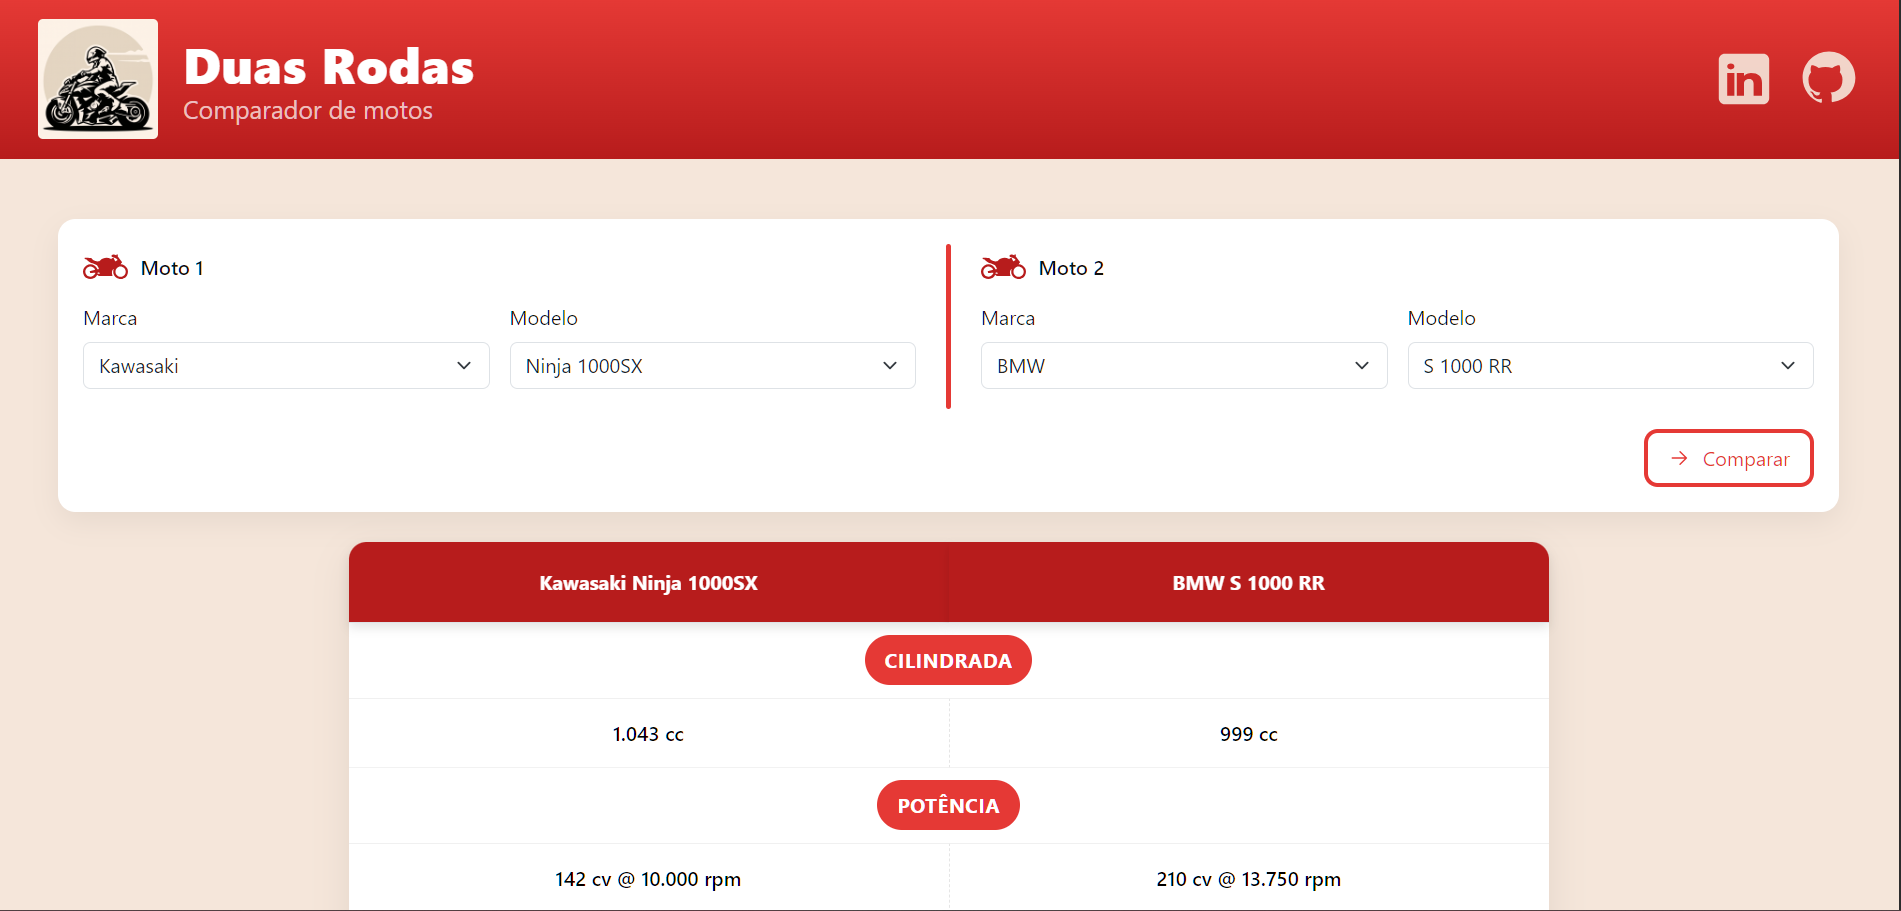 Duas Rodas
Comparador de motos
in
Moto 1
Marca
Modelo
Kawasaki
Ninja 1000SX
Moto 2
Marca
Modelo
BMW
S 1000 RR
Comparar
Kawasaki Ninja 1000SX
BMW S 1000 RR
CILINDRADA
1.043 cc
999 cc
POTÊNCIA
142 cv @ 10.000 rpm
210 cv @ 13.750 rpm